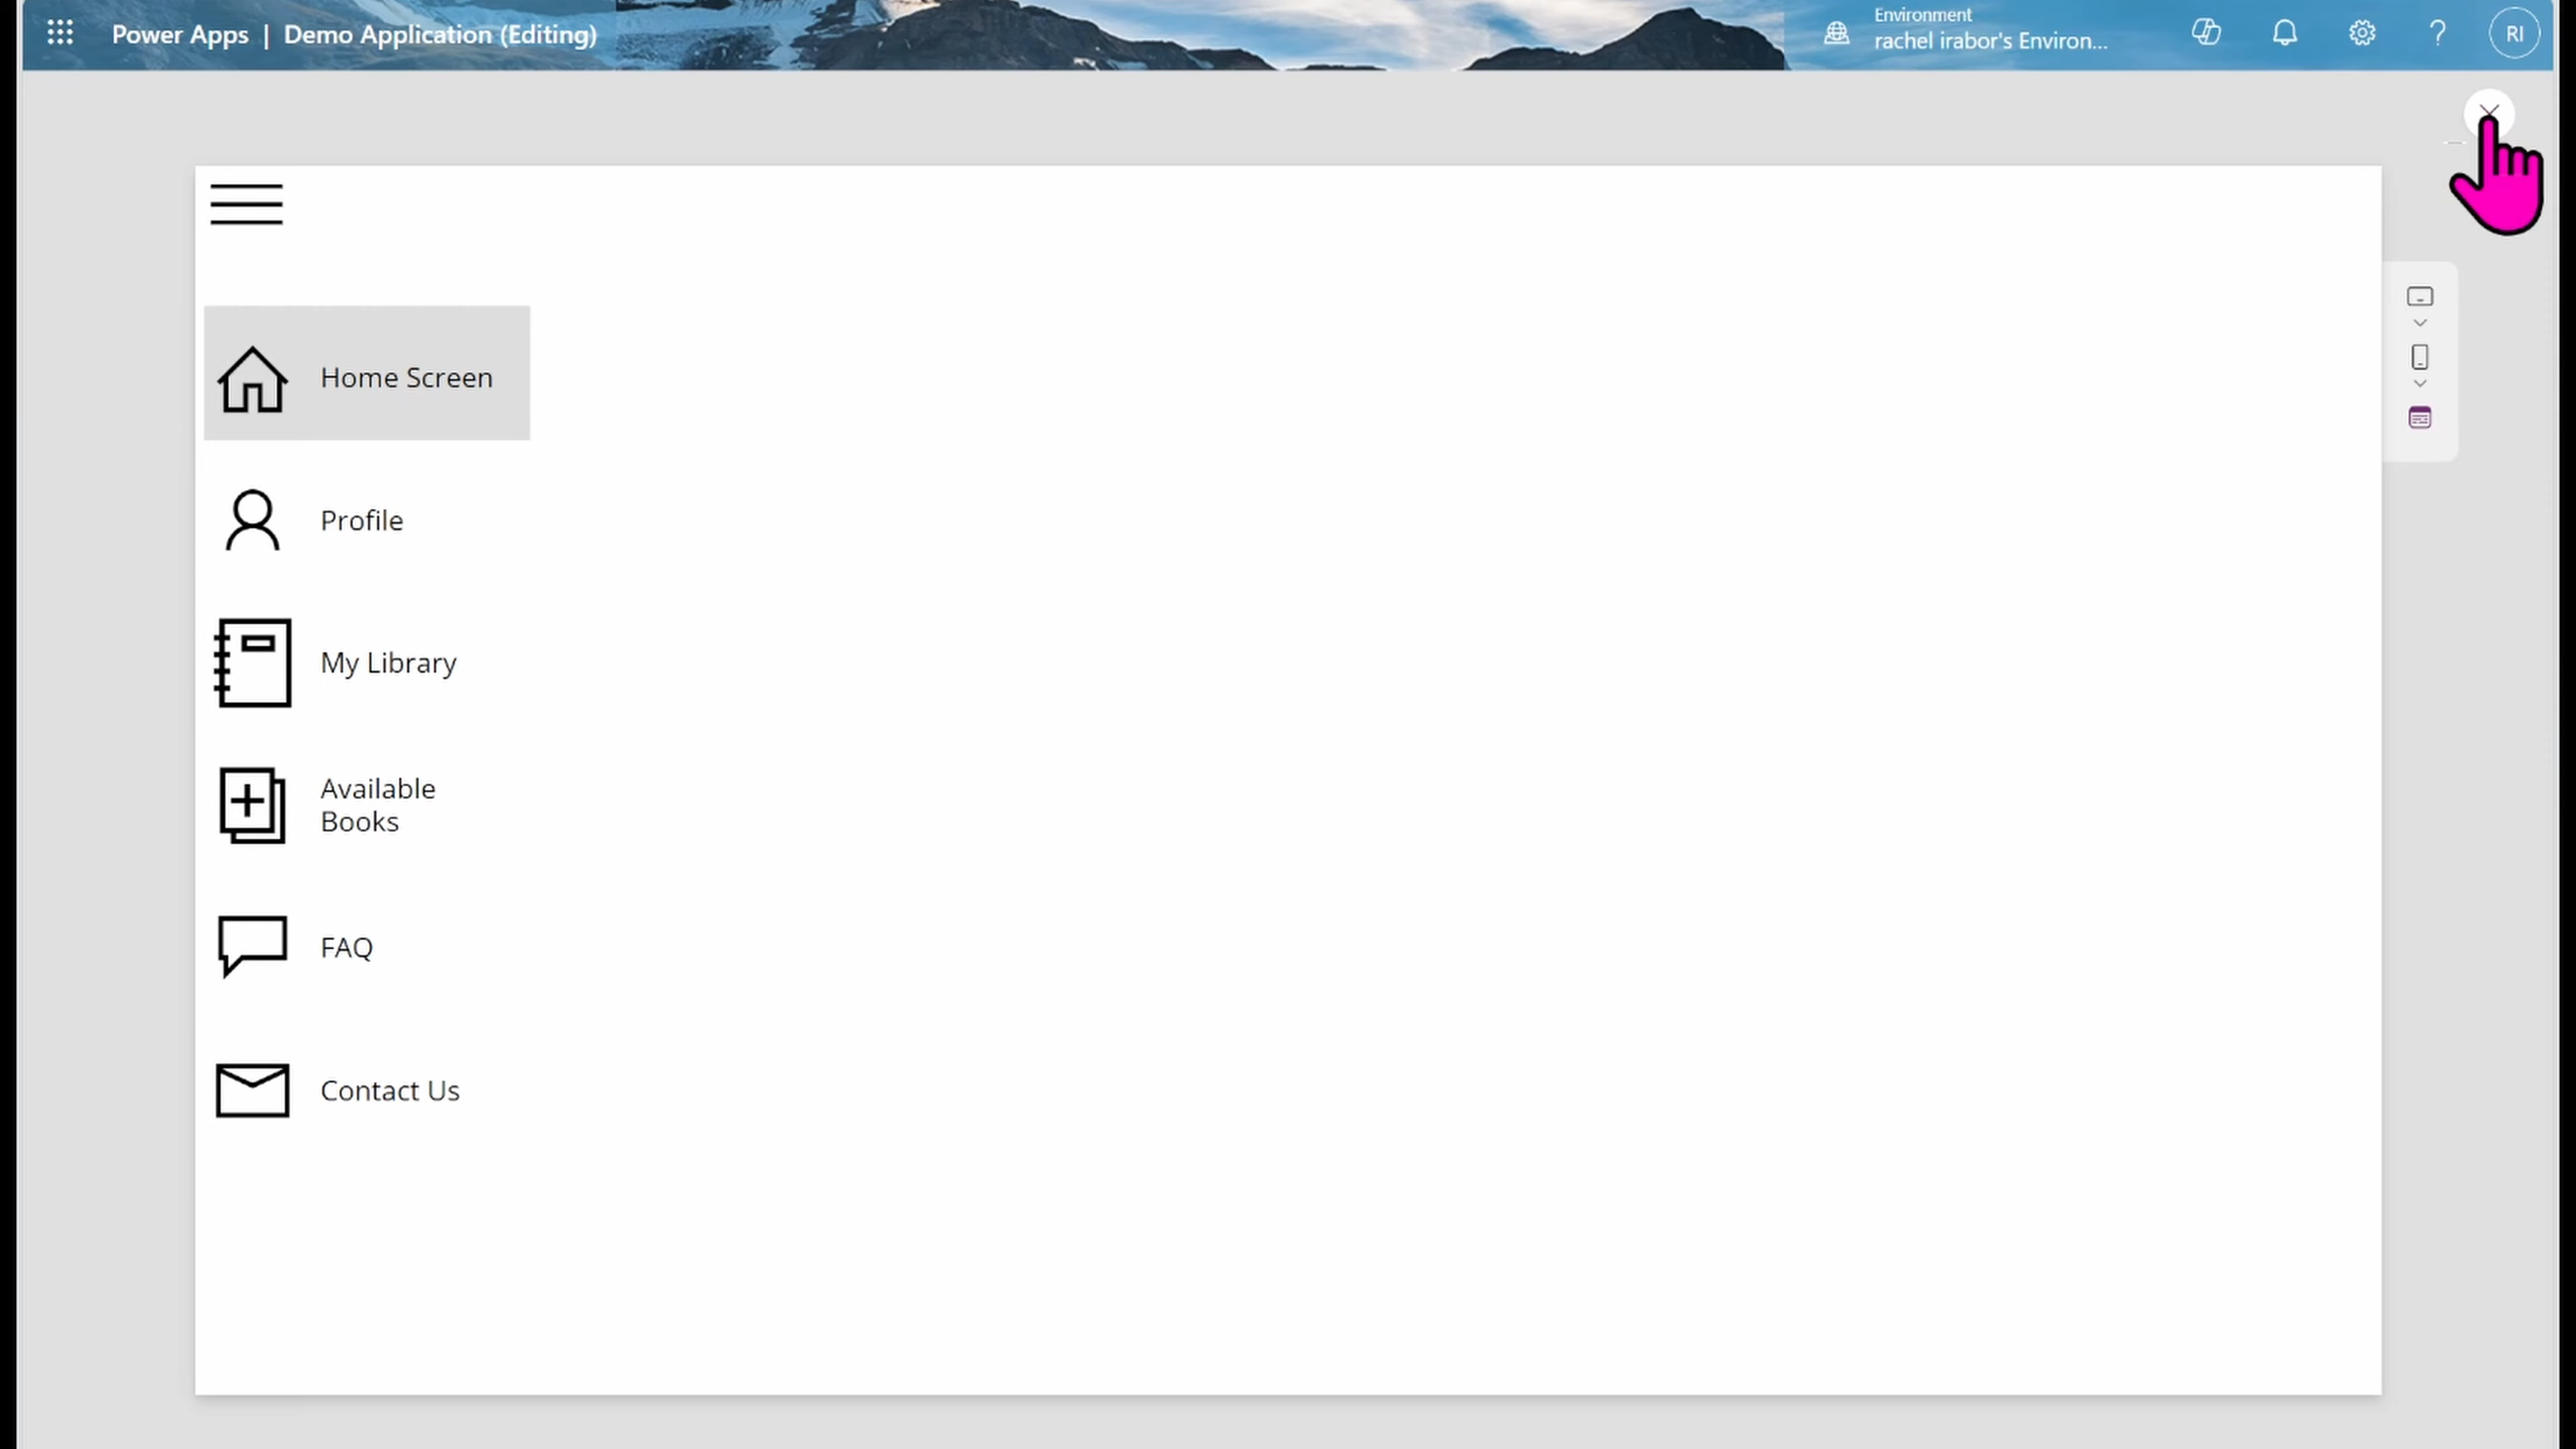 Power Apps | Demo Application (Editing)
Environment
rachel irabor's Environ...
RI
Home Screen
Profile
My Library
Available
Books
FAQ
Contact Us